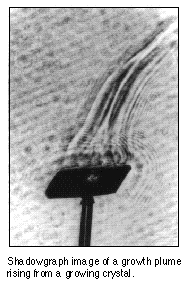 Shadowgraph image of a growth plume
rising from a growing crystal.